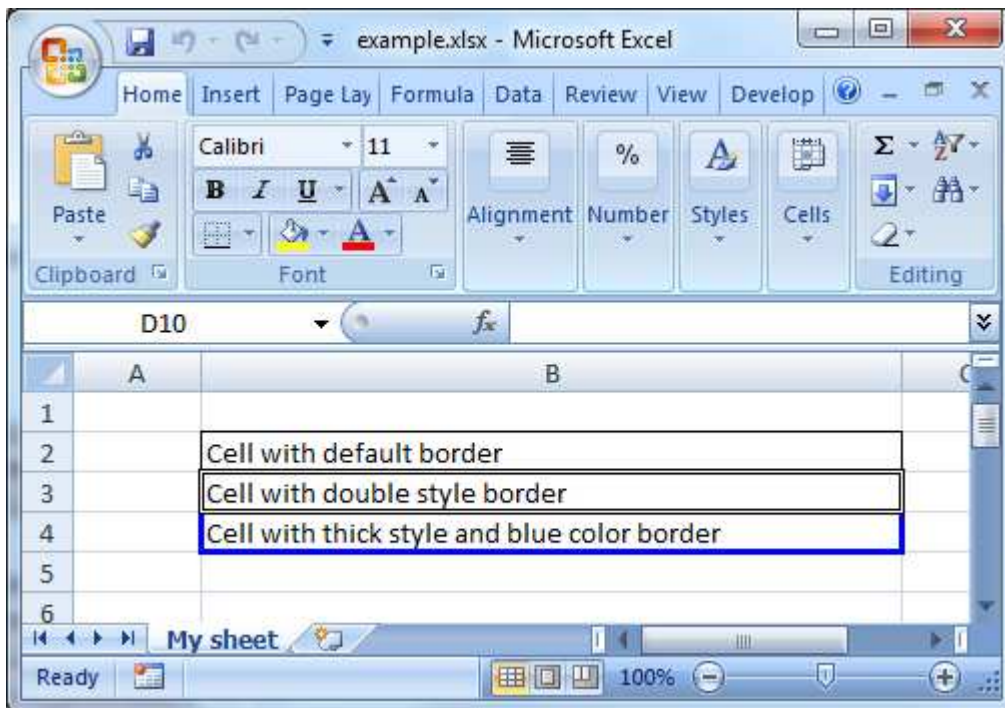 example.xlsx - Microsoft Excel
Home Insert Page Lay Formula Data Review View Develop
Calibri 11
Σ A Z
B I U A A
Paste A % A
Alignment Number Styles Cells
Clipboard Font Editing
D10 fx
A B C
1
2 Cell with default border
3 Cell with double style border
4 Cell with thick style and blue color border
5
6
My sheet
Ready 100%